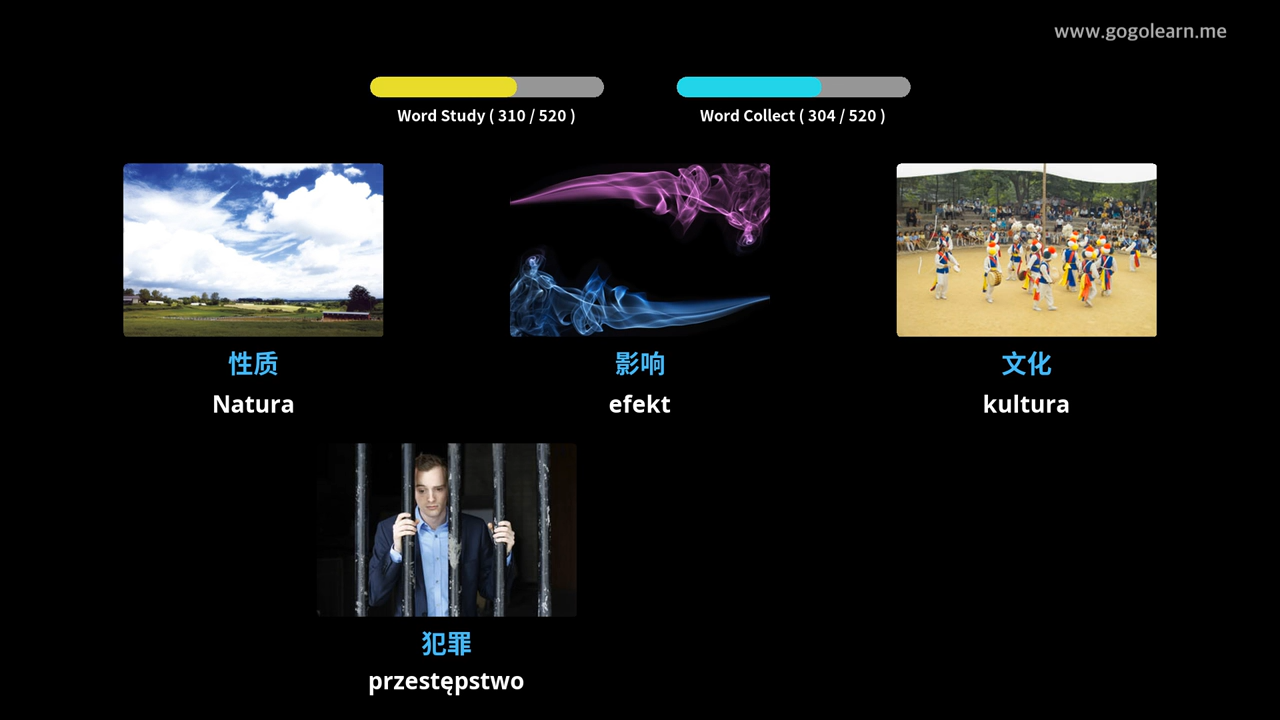 www.gogolearn.me
Word Study ( 310 / 520 )
Word Collect ( 304 / 520 )
性质
Natura
影响
efekt
文化
kultura
犯罪
przestępstwo